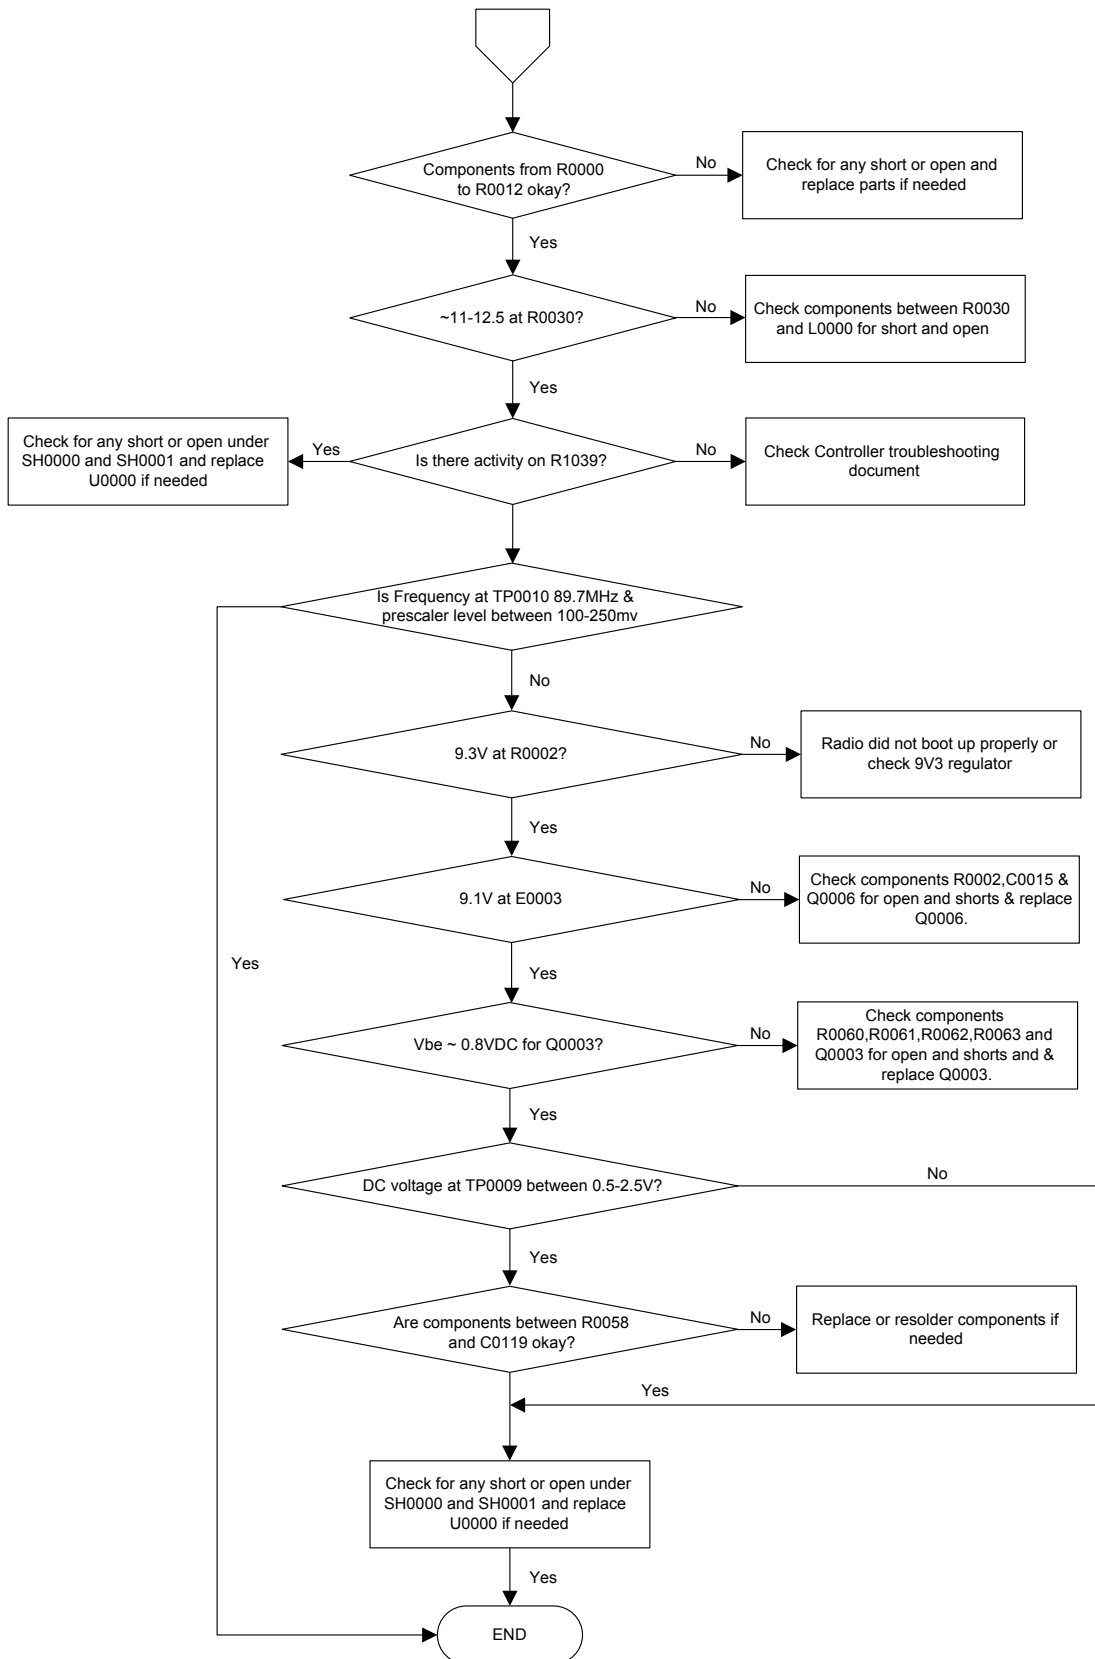 Components from R0000
to R0012 okay?
No
Check for any short or open and
replace parts if needed
Yes
~11-12.5 at R0030?
No
Check components between R0030
and L0000 for short and open
Yes
Check for any short or open under
SH0000 and SH0001 and replace
U0000 if needed
Yes
Is there activity on R1039?
No
Check Controller troubleshooting
document
Is Frequency at TP0010 89.7MHz &
prescaler level between 100-250mv
No
9.3V at R0002?
No
Radio did not boot up properly or
check 9V3 regulator
Yes
9.1V at E0003
No
Check components R0002,C0015 &
Q0006 for open and shorts & replace
Q0006.
Yes
Yes
Vbe ~ 0.8VDC for Q0003?
No
Check components
R0060,R0061,R0062,R0063 and
Q0003 for open and shorts and &
replace Q0003.
Yes
DC voltage at TP0009 between 0.5-2.5V?
No
Yes
Are components between R0058
and C0119 okay?
No
Replace or resolder components if
needed
Yes
Check for any short or open under
SH0000 and SH0001 and replace
U0000 if needed
Yes
END